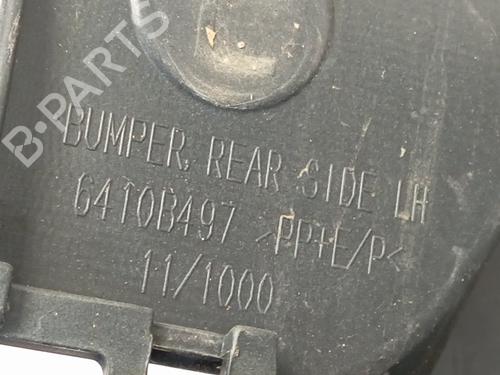 B-PARTS
BUMPER, REAR SIDE LH
6410B497 >PP+E/P<
11/1000